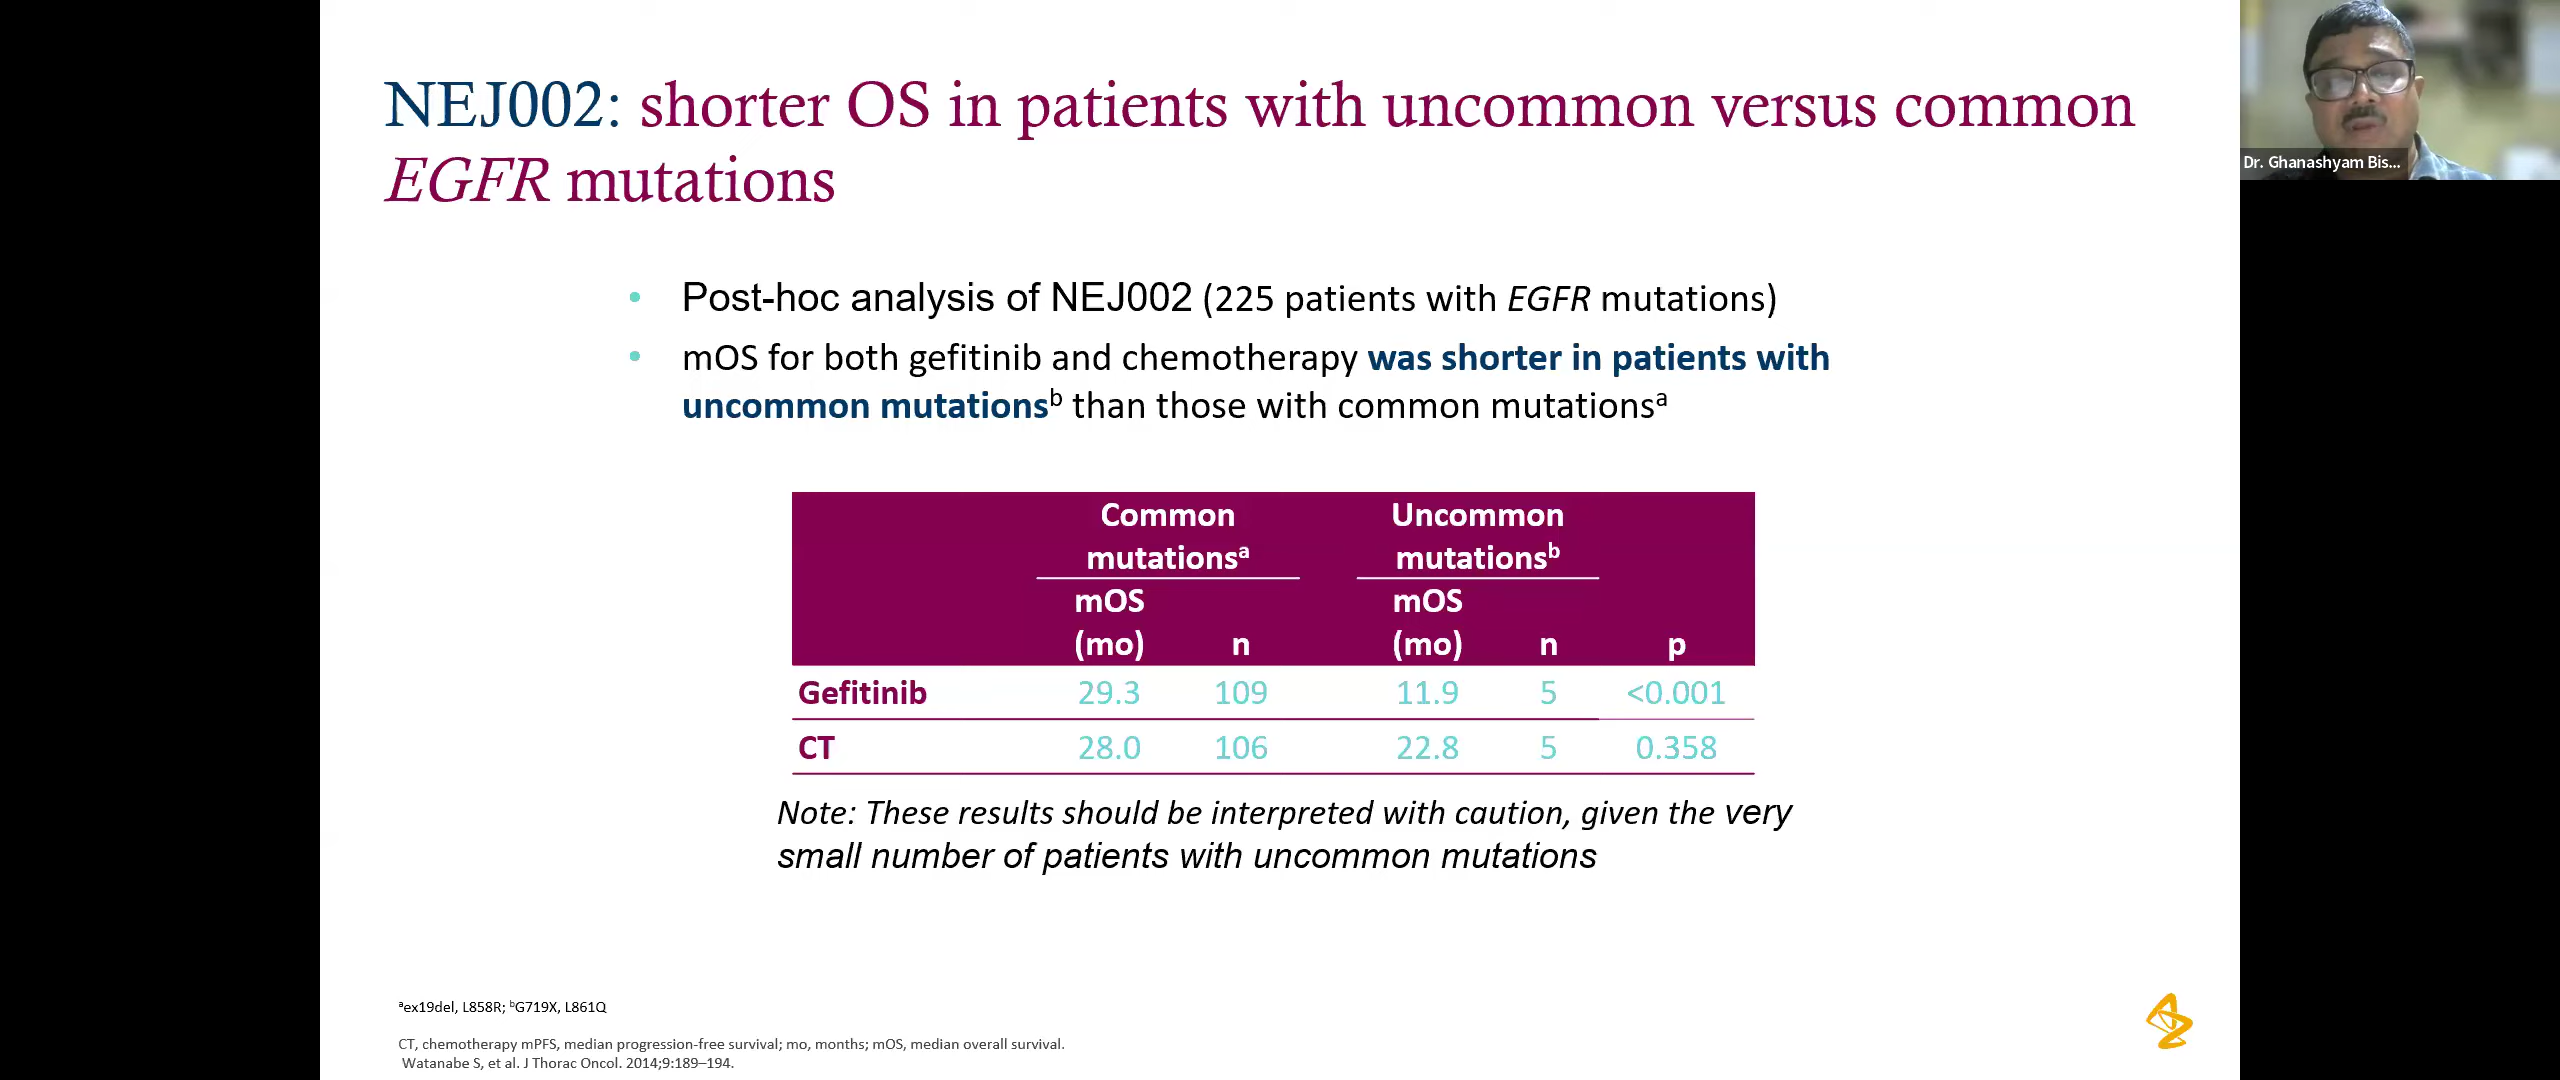 NEJ002: shorter OS in patients with uncommon versus common
EGFR mutations
Dr. Ghanashyam Bis...
• Post-hoc analysis of NEJ002 (225 patients with EGFR mutations)
• mOS for both gefitinib and chemotherapy was shorter in patients with
uncommon mutationsᵇ than those with common mutationsᵃ
Common Uncommon
mutationsᵃ mutationsᵇ
mOS mOS
(mo) n (mo) n p
Gefitinib 29.3 109 11.9 5 <0.001
CT 28.0 106 22.8 5 0.358
Note: These results should be interpreted with caution, given the very
small number of patients with uncommon mutations
ᵃex19del, L858R; ᵇG719X, L861Q
CT, chemotherapy mPFS, median progression-free survival; mo, months; mOS, median overall survival.
Watanabe S, et al. J Thorac Oncol. 2014;9:189–194.